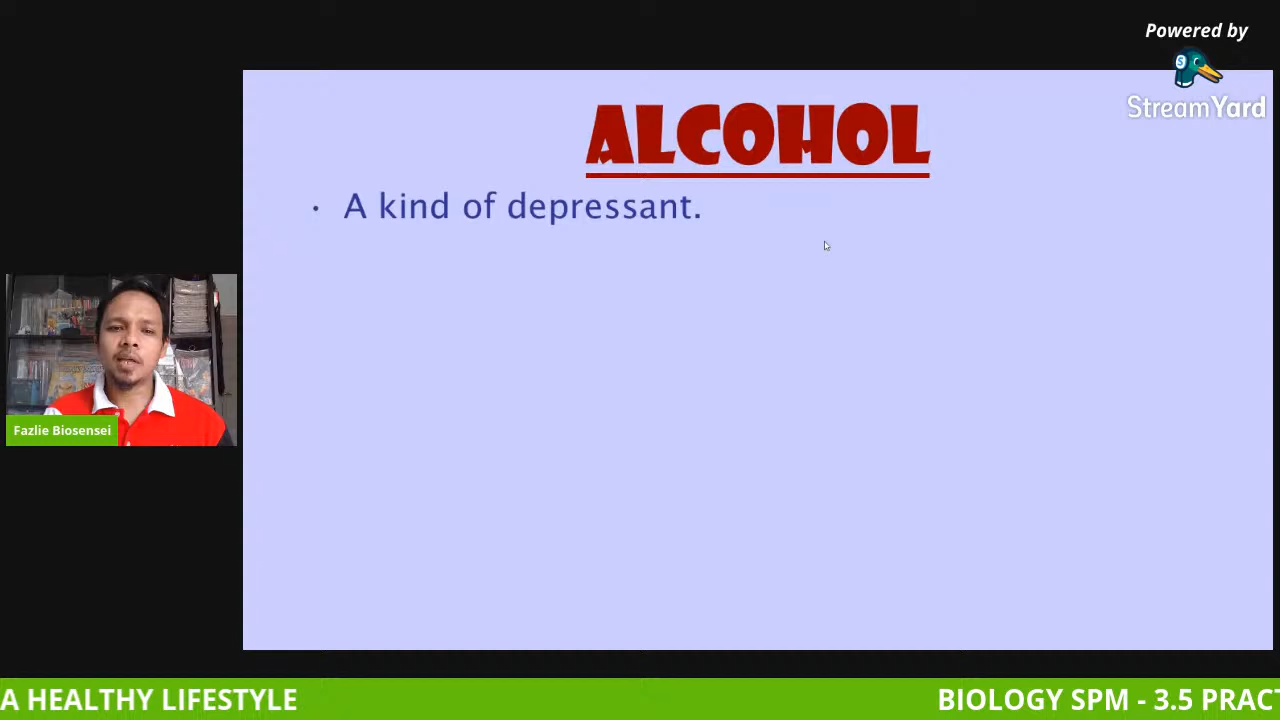 Powered by
StreamYard
ALCOHOL
• A kind of depressant.
Fazlie Biosensei
A HEALTHY LIFESTYLE
BIOLOGY SPM - 3.5 PRACT